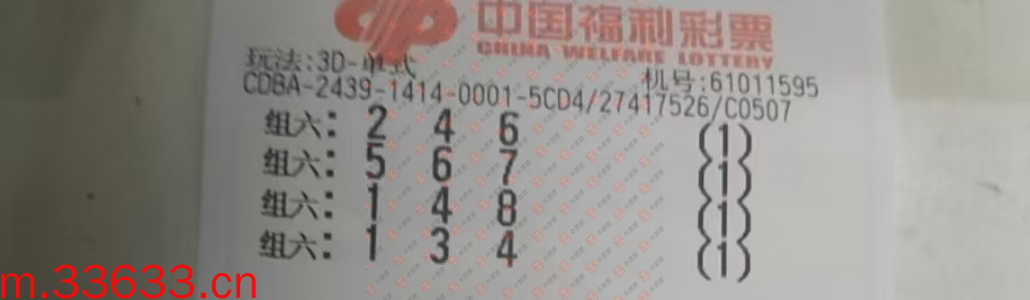 中国福利彩票
CHINA WELFARE LOTTERY
玩法:3D-单式 机号:61011595
CD8A-2439-1414-0001-5CD4/27417526/C0507
组六: 2 4 6 (1)
组六: 5 6 7 (1)
组六: 1 4 8 (1)
组六: 1 3 4 (1)
m.33633.cn